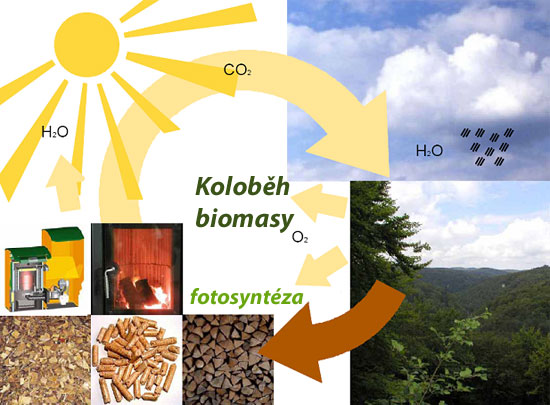 CO₂
H₂O
H₂O
Koloběh
biomasy
O₂
fotosyntéza